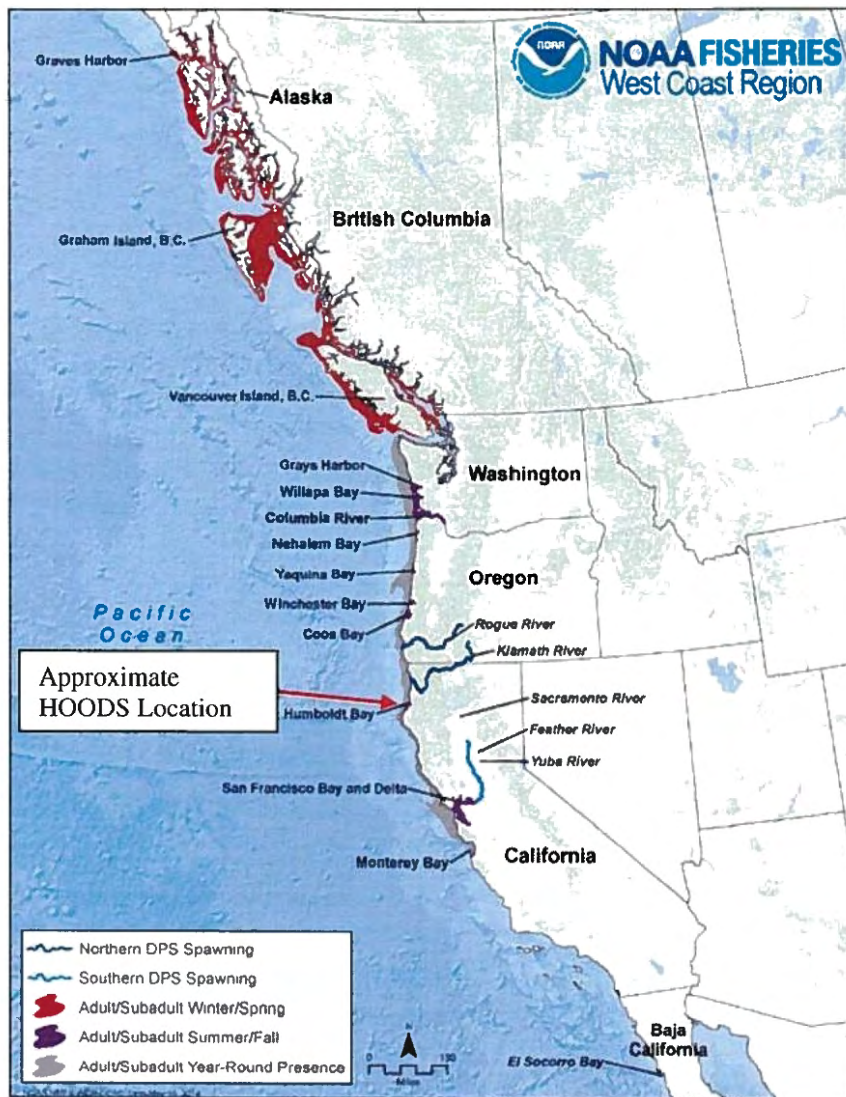 NOAA
NOAA FISHERIES
West Coast Region
Graves Harbor
Alaska
British Columbia
Graham Island, B.C.
Vancouver Island, B.C.
Grays Harbor
Washington
Willapa Bay
Columbia River
Nehalem Bay
Yaquina Bay
Oregon
Winchester Bay
Pacific
Ocean
Coos Bay
Rogue River
Klamath River
Approximate
HOODS Location
Humboldt Bay
Sacramento River
Feather River
Yuba River
San Francisco Bay and Delta
Monterey Bay
California
Northern DPS Spawning
Southern DPS Spawning
Adult/Subadult Winter/Spring
Adult/Subadult Summer/Fall
Adult/Subadult Year-Round Presence
N
0 130
Miles
Baja
California
El Socorro Bay